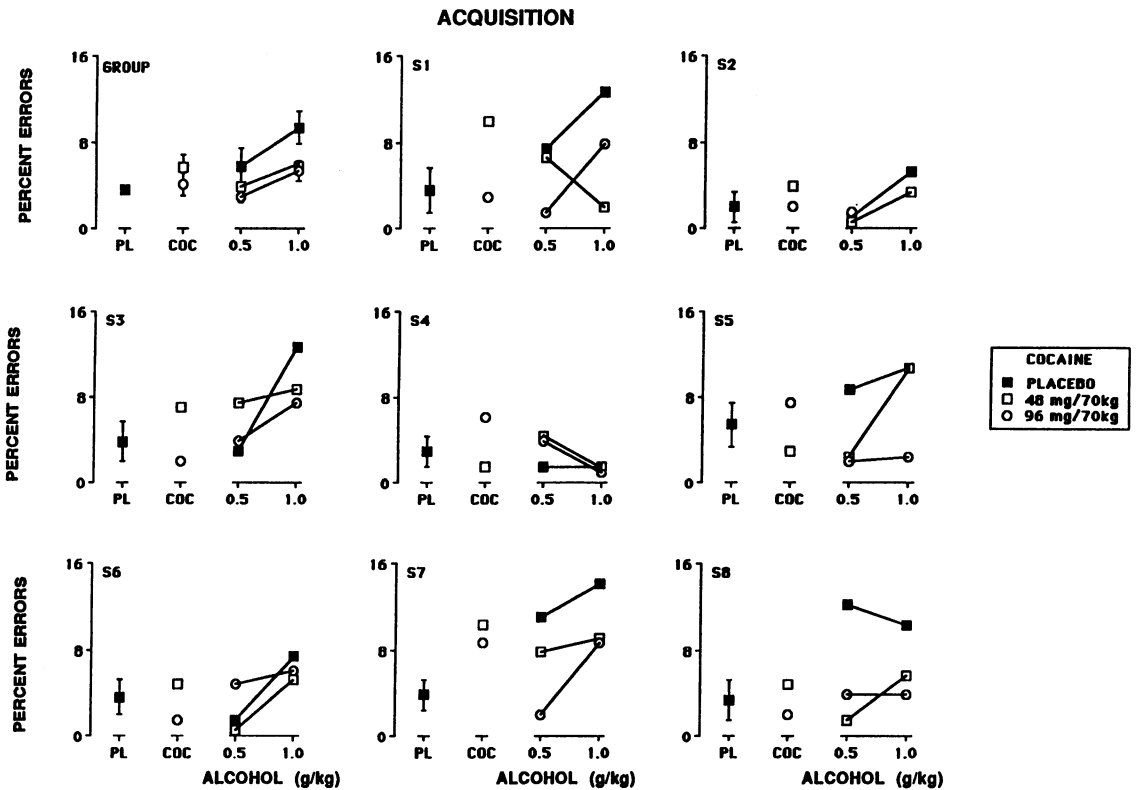 ACQUISITION
PERCENT ERRORS
16
8
0
GROUP
PL
COC
0.5
1.0
16
8
0
S1
PL
COC
0.5
1.0
16
8
0
S2
PL
COC
0.5
1.0
PERCENT ERRORS
16
8
0
S3
PL
COC
0.5
1.0
16
8
0
S4
PL
COC
0.5
1.0
16
8
0
S5
PL
COC
0.5
1.0
COCAINE
PLACEBO
48 mg/70kg
96 mg/70kg
PERCENT ERRORS
16
8
0
S6
PL
COC
0.5
1.0
ALCOHOL (g/kg)
16
8
0
S7
PL
COC
0.5
1.0
ALCOHOL (g/kg)
16
8
0
S8
PL
COC
0.5
1.0
ALCOHOL (g/kg)